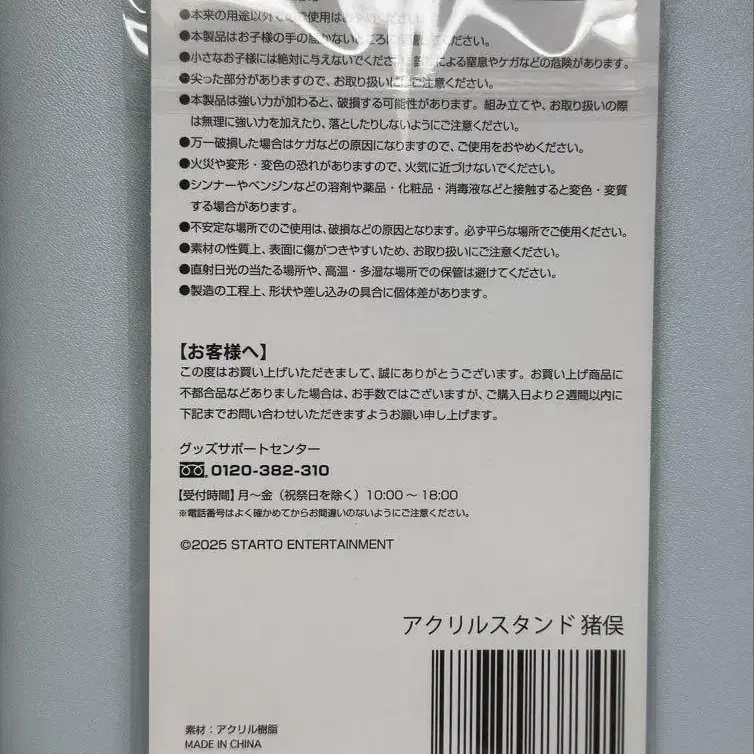 ●本来の用途以外でのご使用はおやめください。
●本製品はお子様の手の届かないところに保管してください。
●小さなお子様には絶対に与えないでください。誤飲による窒息やケガなどの危険があります。
●尖った部分がありますので、お取り扱いにはご注意ください。
●本製品は強い力が加わると、破損する可能性があります。組み立てや、お取り扱いの際
は無理に強い力を加えたり、落としたりしないようにご注意ください。
●万一破損した場合はケガなどの原因になりますので、ご使用をおやめください。
●火災や変形・変色の恐れがありますので、火気に近づけないでください。
●シンナーやベンジンなどの溶剤や薬品・化粧品・消毒液などと接触すると変色・変質
する場合があります。
●不安定な場所でのご使用は、破損などの原因となります。必ず平らな場所でご使用ください。
●素材の性質上、表面に傷がつきやすいため、お取り扱いにご注意ください。
●直射日光の当たる場所や、高温・多湿な場所での保管は避けてください。
●製造の工程上、形状や差し込みの具合に個体差があります。
【お客様へ】
この度はお買い上げいただきまして、誠にありがとうございます。お買い上げ商品に
不都合品などありました場合は、お手数ではございますが、ご購入日より2週間以内に
下記までお問い合わせいただきますようお願い申し上げます。
グッズサポートセンター
0120-382-310
【受付時間】月～金（祝祭日を除く）10:00～18:00
※電話番号はよく確かめてからお間違いのないようにご注意ください。
©2025 STARTO ENTERTAINMENT
アクリルスタンド 猪俣
素材：アクリル樹脂
MADE IN CHINA